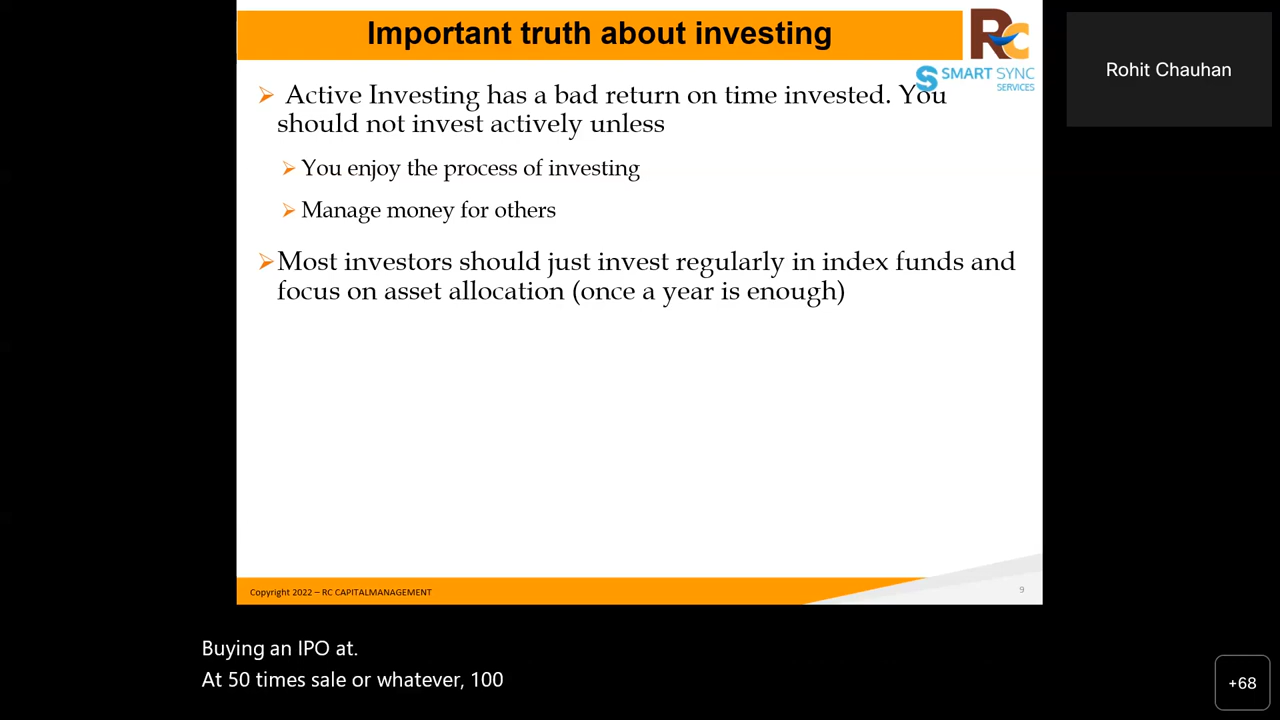 Important truth about investing
Rc
SMART SYNC
SERVICES
Rohit Chauhan
Active Investing has a bad return on time invested. You
should not invest actively unless
You enjoy the process of investing
Manage money for others
Most investors should just invest regularly in index funds and
focus on asset allocation (once a year is enough)
Copyright 2022 – RC CAPITALMANAGEMENT
9
Buying an IPO at.
At 50 times sale or whatever, 100
+68